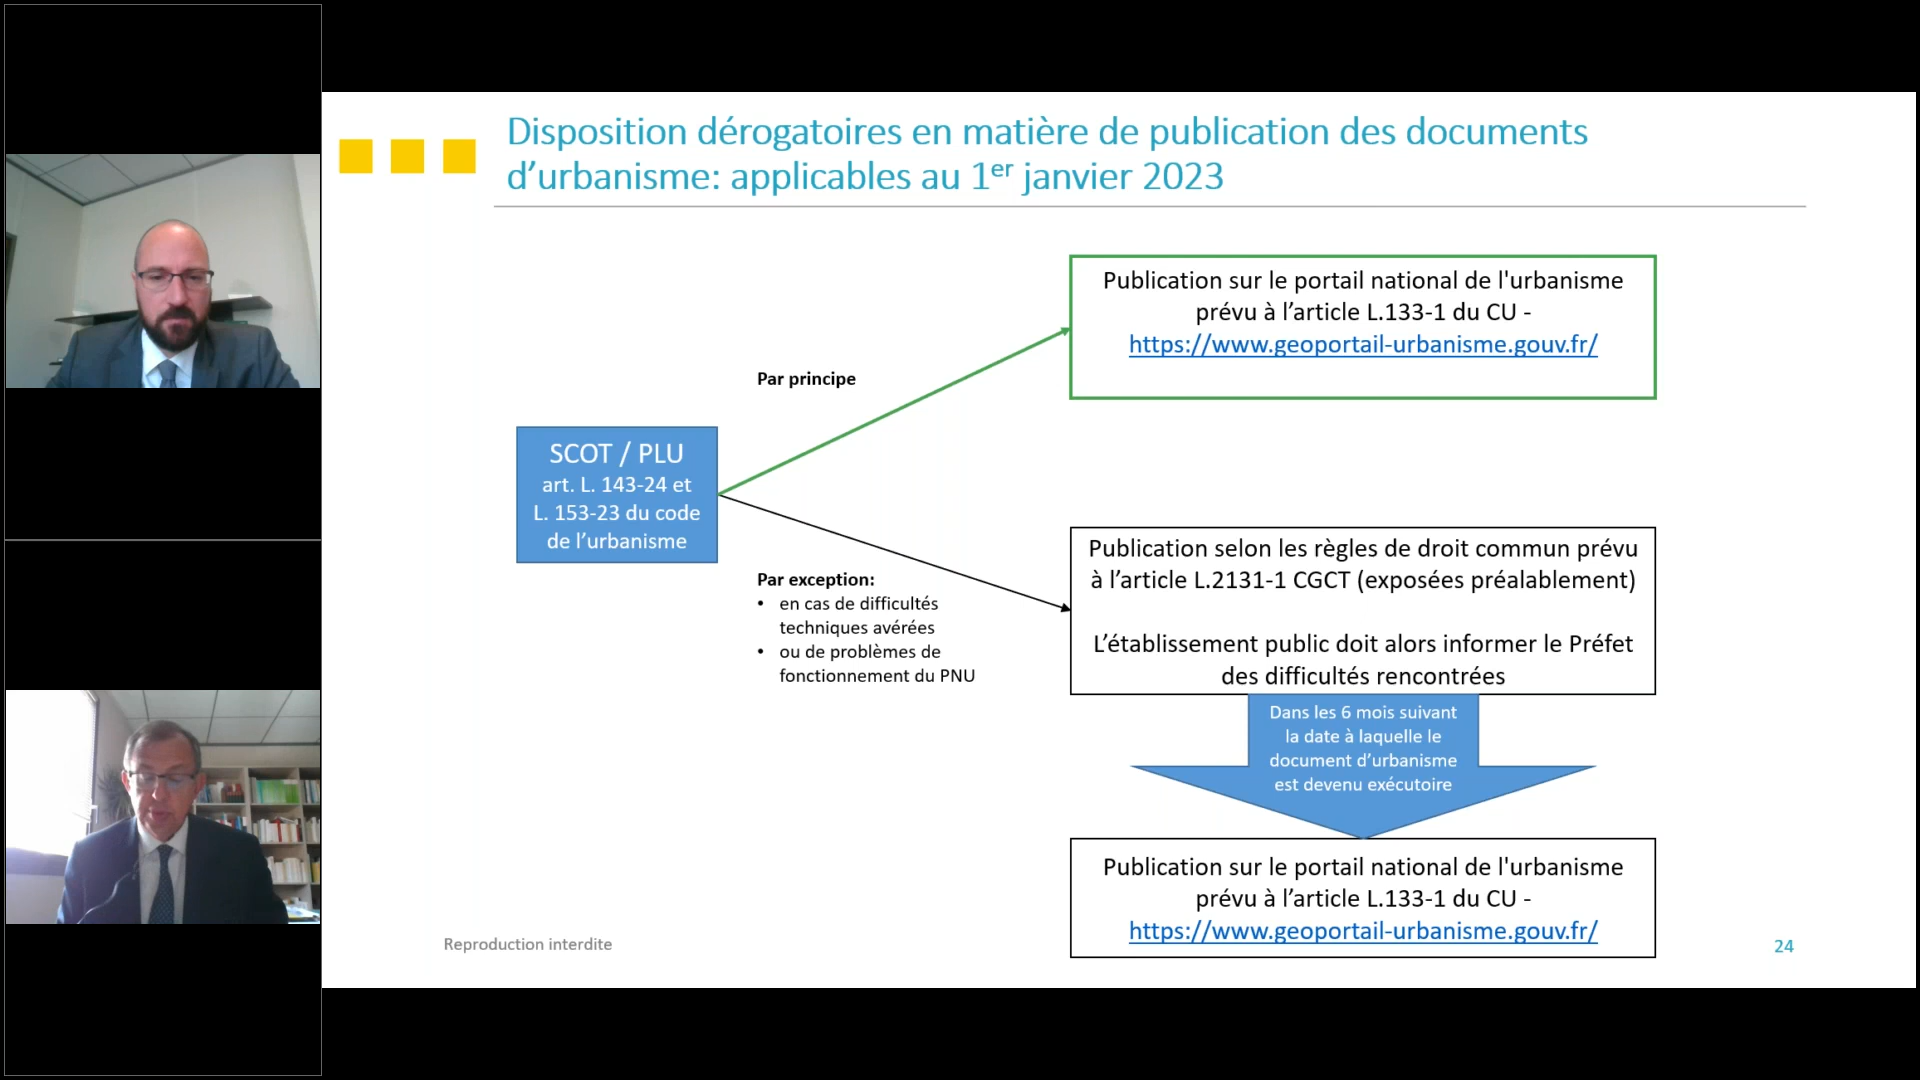 Disposition dérogatoires en matière de publication des documents
d’urbanisme: applicables au 1er janvier 2023
Publication sur le portail national de l'urbanisme
prévu à l’article L.133-1 du CU -
https://www.geoportail-urbanisme.gouv.fr/
Par principe
SCOT / PLU
art. L. 143-24 et
L. 153-23 du code
de l’urbanisme
Par exception:
• en cas de difficultés
techniques avérées
• ou de problèmes de
fonctionnement du PNU
Publication selon les règles de droit commun prévu
à l’article L.2131-1 CGCT (exposées préalablement)
L’établissement public doit alors informer le Préfet
des difficultés rencontrées
Dans les 6 mois suivant
la date à laquelle le
document d’urbanisme
est devenu exécutoire
Publication sur le portail national de l'urbanisme
prévu à l’article L.133-1 du CU -
https://www.geoportail-urbanisme.gouv.fr/
Reproduction interdite
24